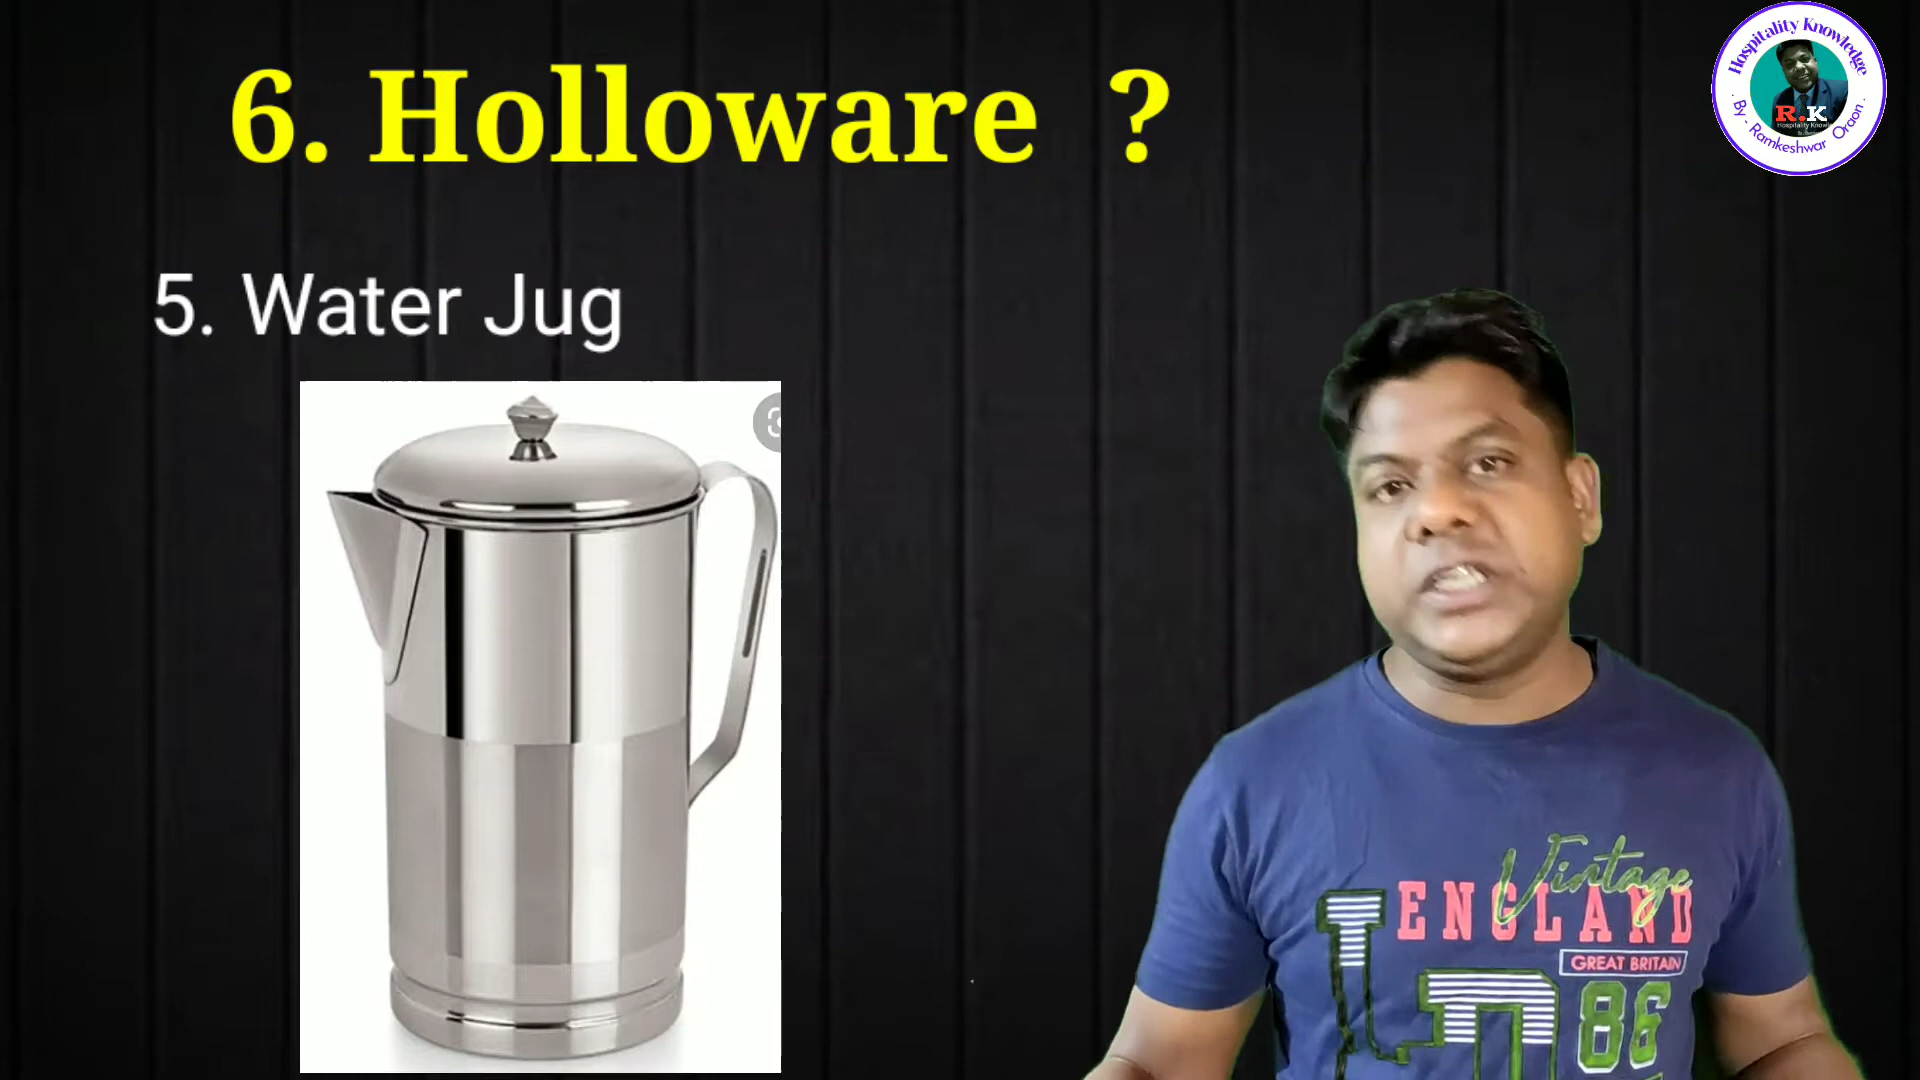 6. Holloware ?
5. Water Jug
Hospitality Knowledge
R.K
By - Ramkeshwar Oraon
Vintage
ENGLAND
GREAT BRITAIN
86